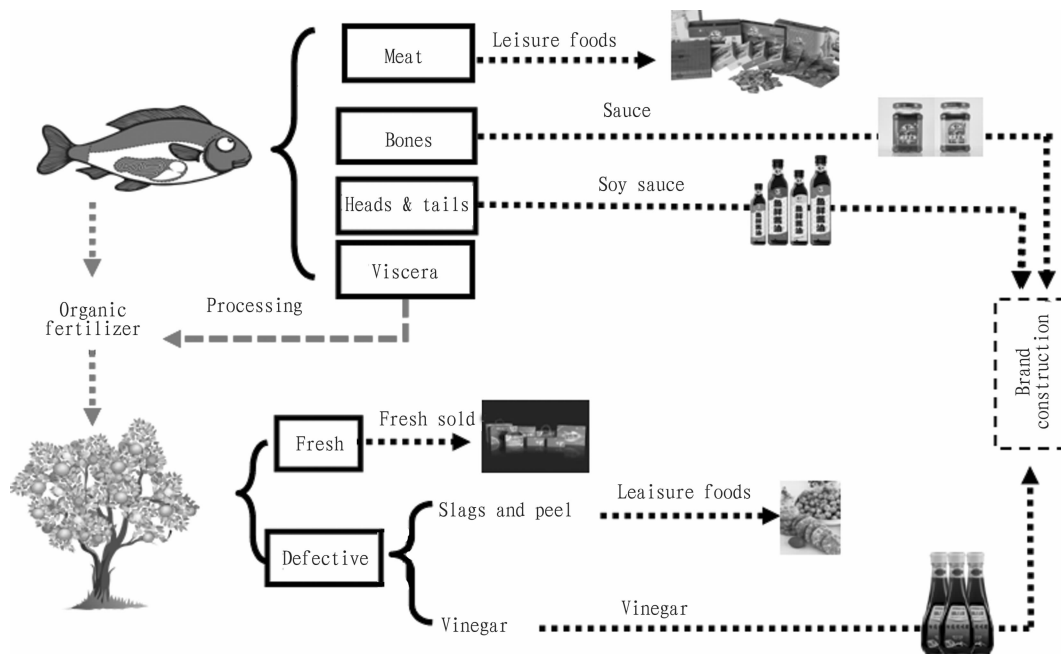 Meat
Leisure foods
Bones
Sauce
Heads & tails
Soy sauce
Viscera
Processing
Organic
fertilizer
Brand
construction
Fresh
Fresh sold
Slags and peel
Leaisure foods
Defective
Vinegar
Vinegar